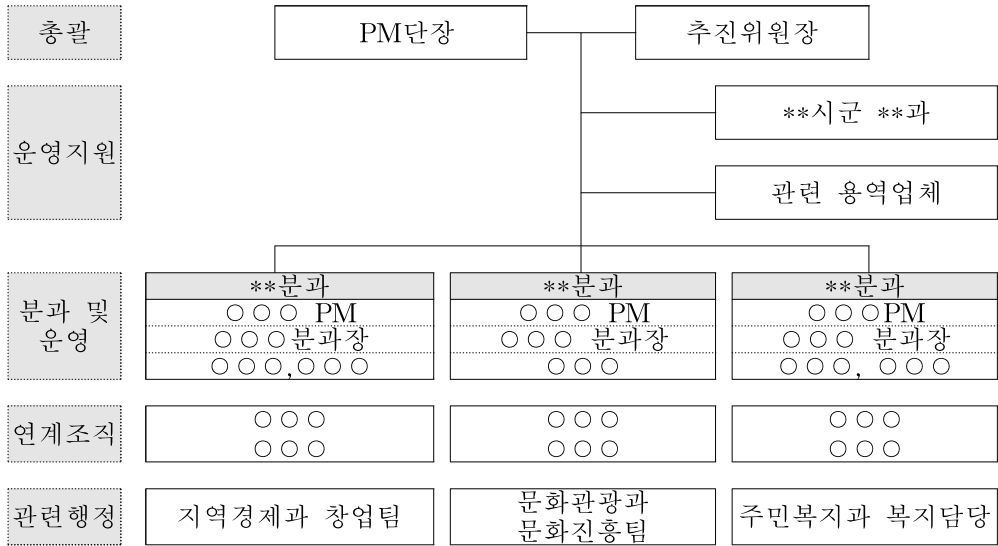 총괄
PM단장
추진위원장
운영지원
**시군 **과
관련 용역업체
분과 및
운영
**분과
○○○ PM
○○○분과장
○○○,○○○
**분과
○○○ PM
○○○ 분과장
○○○
**분과
○○○PM
○○○ 분과장
○○○, ○○○
연계조직
○○○
○○○
○○○
○○○
○○○
○○○
관련행정
지역경제과 창업팀
문화관광과
문화진흥팀
주민복지과 복지담당